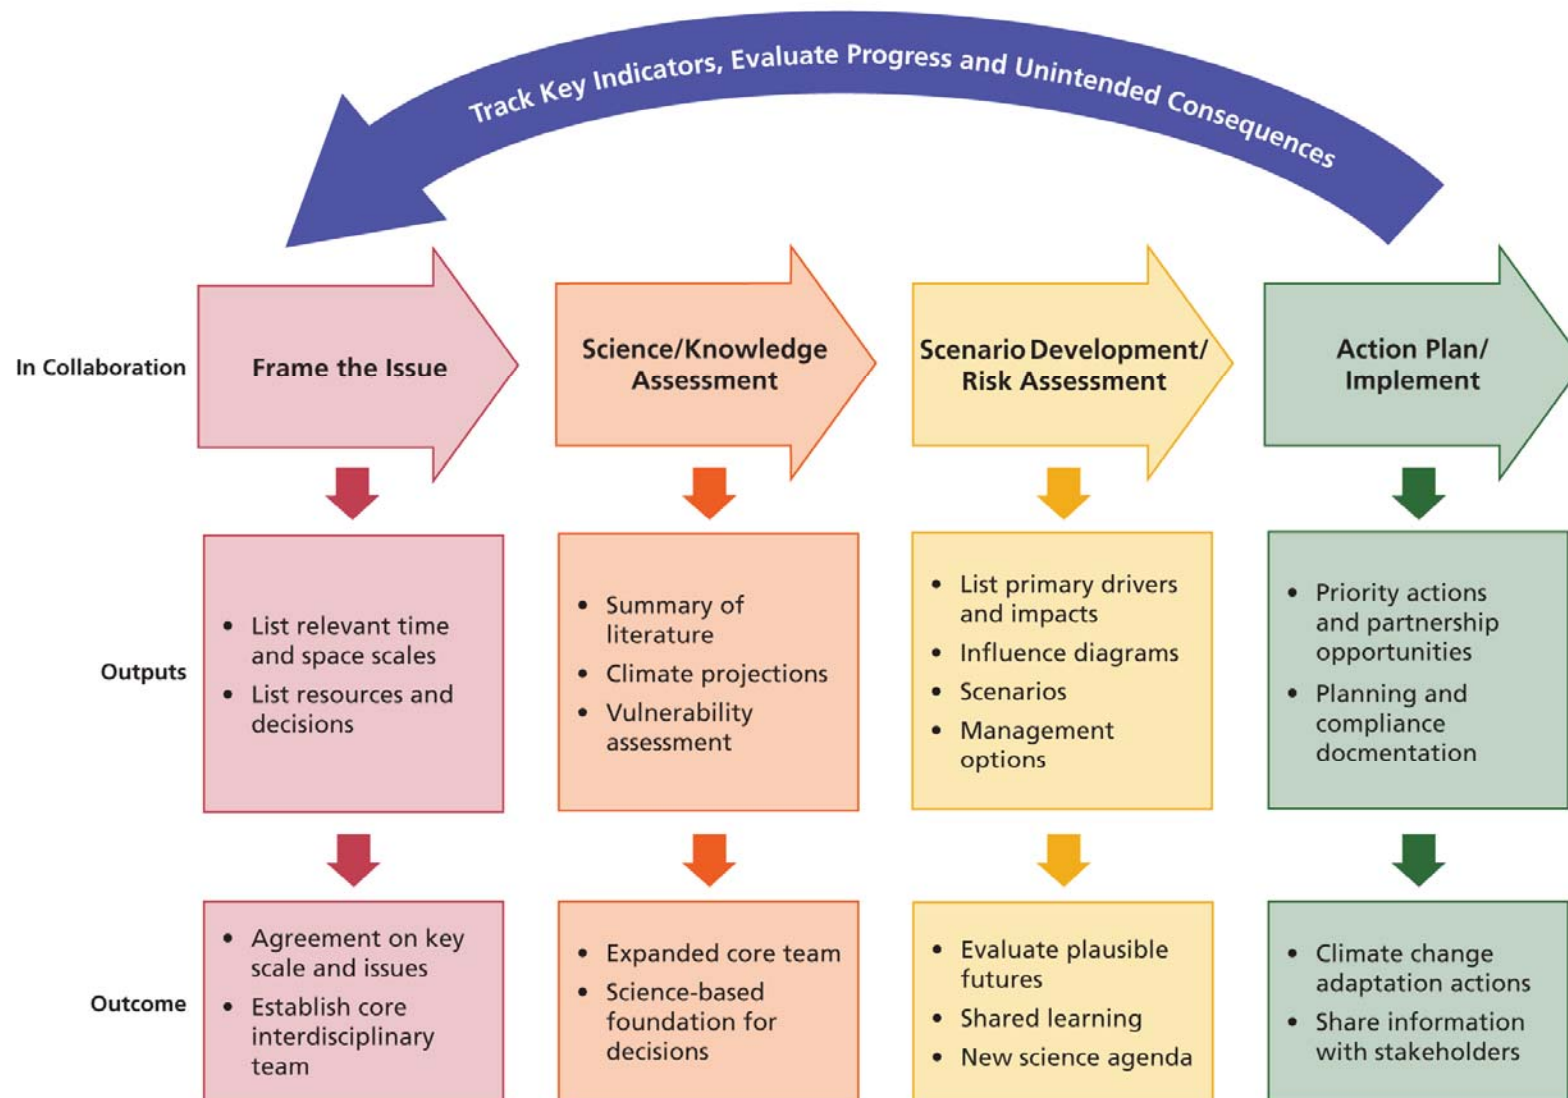 Track Key Indicators, Evaluate Progress and Unintended Consequences
In Collaboration
Frame the Issue
Science/Knowledge
Assessment
Scenario Development/
Risk Assessment
Action Plan/
Implement
Outputs
• List relevant time
and space scales
• List resources and
decisions
• Summary of
literature
• Climate projections
• Vulnerability
assessment
• List primary drivers
and impacts
• Influence diagrams
• Scenarios
• Management
options
• Priority actions
and partnership
opportunities
• Planning and
compliance
docmentation
Outcome
• Agreement on key
scale and issues
• Establish core
interdisciplinary
team
• Expanded core team
• Science-based
foundation for
decisions
• Evaluate plausible
futures
• Shared learning
• New science agenda
• Climate change
adaptation actions
• Share information
with stakeholders